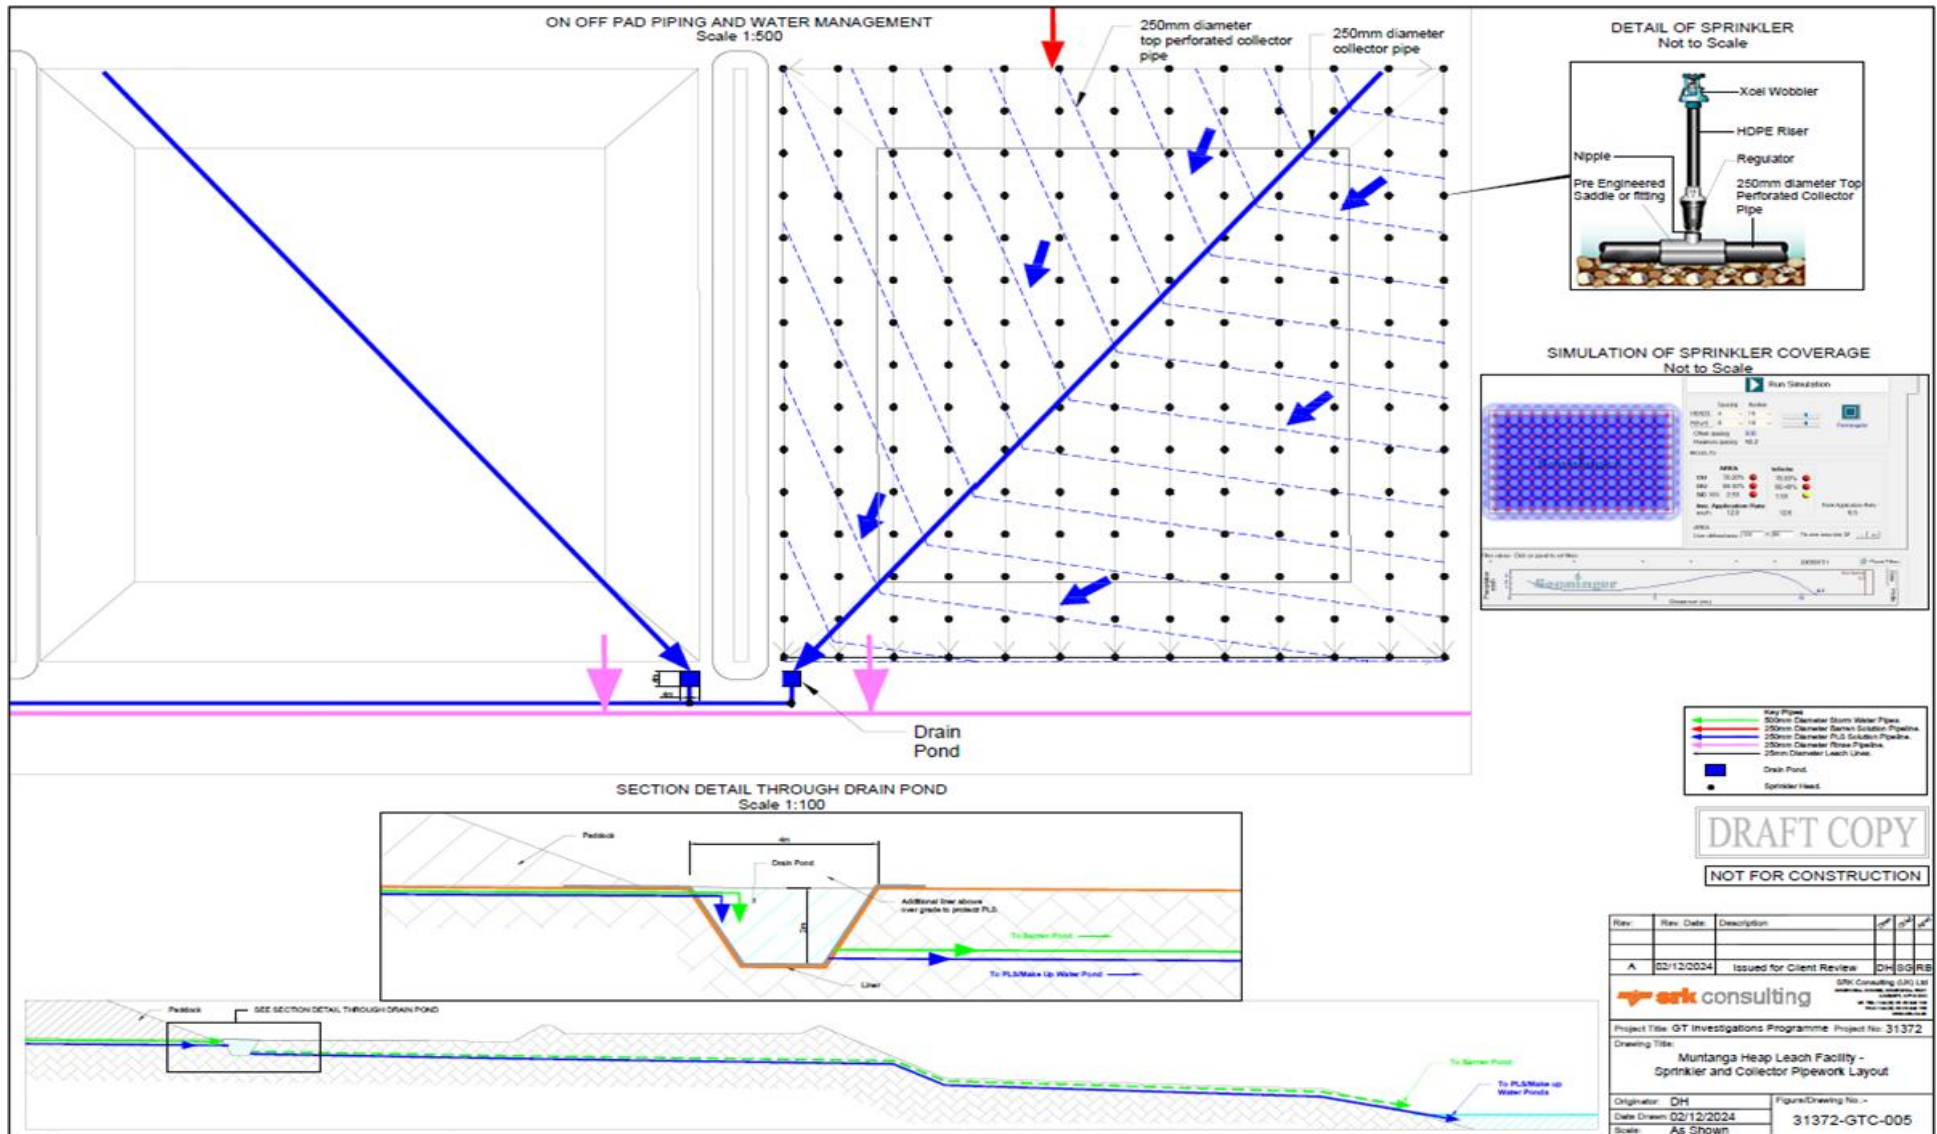 ON OFF PAD PIPING AND WATER MANAGEMENT
Scale 1:500
250mm diameter
top perforated collector
pipe
250mm diameter
collector pipe
4m
4m
Drain
Pond
DETAIL OF SPRINKLER
Not to Scale
Xcel Wobbler
HDPE Riser
Nipple
Regulator
Pre Engineered
Saddle or fitting
250mm diameter Top
Perforated Collector
Pipe
SIMULATION OF SPRINKLER COVERAGE
Not to Scale
Run Simulation
Key Pipes
500mm Diameter Storm Water Pipes.
250mm Diameter Barren Solution Pipeline.
250mm Diameter PLS Solution Pipeline.
250mm Diameter Rinse Pipeline.
25mm Diameter Leach Lines.
Drain Pond.
Sprinkler Head.
DRAFT COPY
NOT FOR CONSTRUCTION
SECTION DETAIL THROUGH DRAIN POND
Scale 1:100
Paddock
4m
Drain Pond
Additional liner above
over grade to protect PLS.
2m
To Barren Pond
To PLS/Make Up Water Pond
Liner
Paddock
SEE SECTION DETAIL THROUGH DRAIN POND
To Barren Pond
To PLS/Make up
Water Ponds
Rev: Rev. Date: Description
A 02/12/2024 Issued for Client Review DH SG RB
srk consulting
SRK Consulting (UK) Ltd
Project Title: GT Investigations Programme Project No: 31372
Drawing Title:
Muntanga Heap Leach Facility -
Sprinkler and Collector Pipework Layout
Originator: DH
Date Drawn: 02/12/2024
Scale: As Shown
Figure/Drawing No.:-
31372-GTC-005